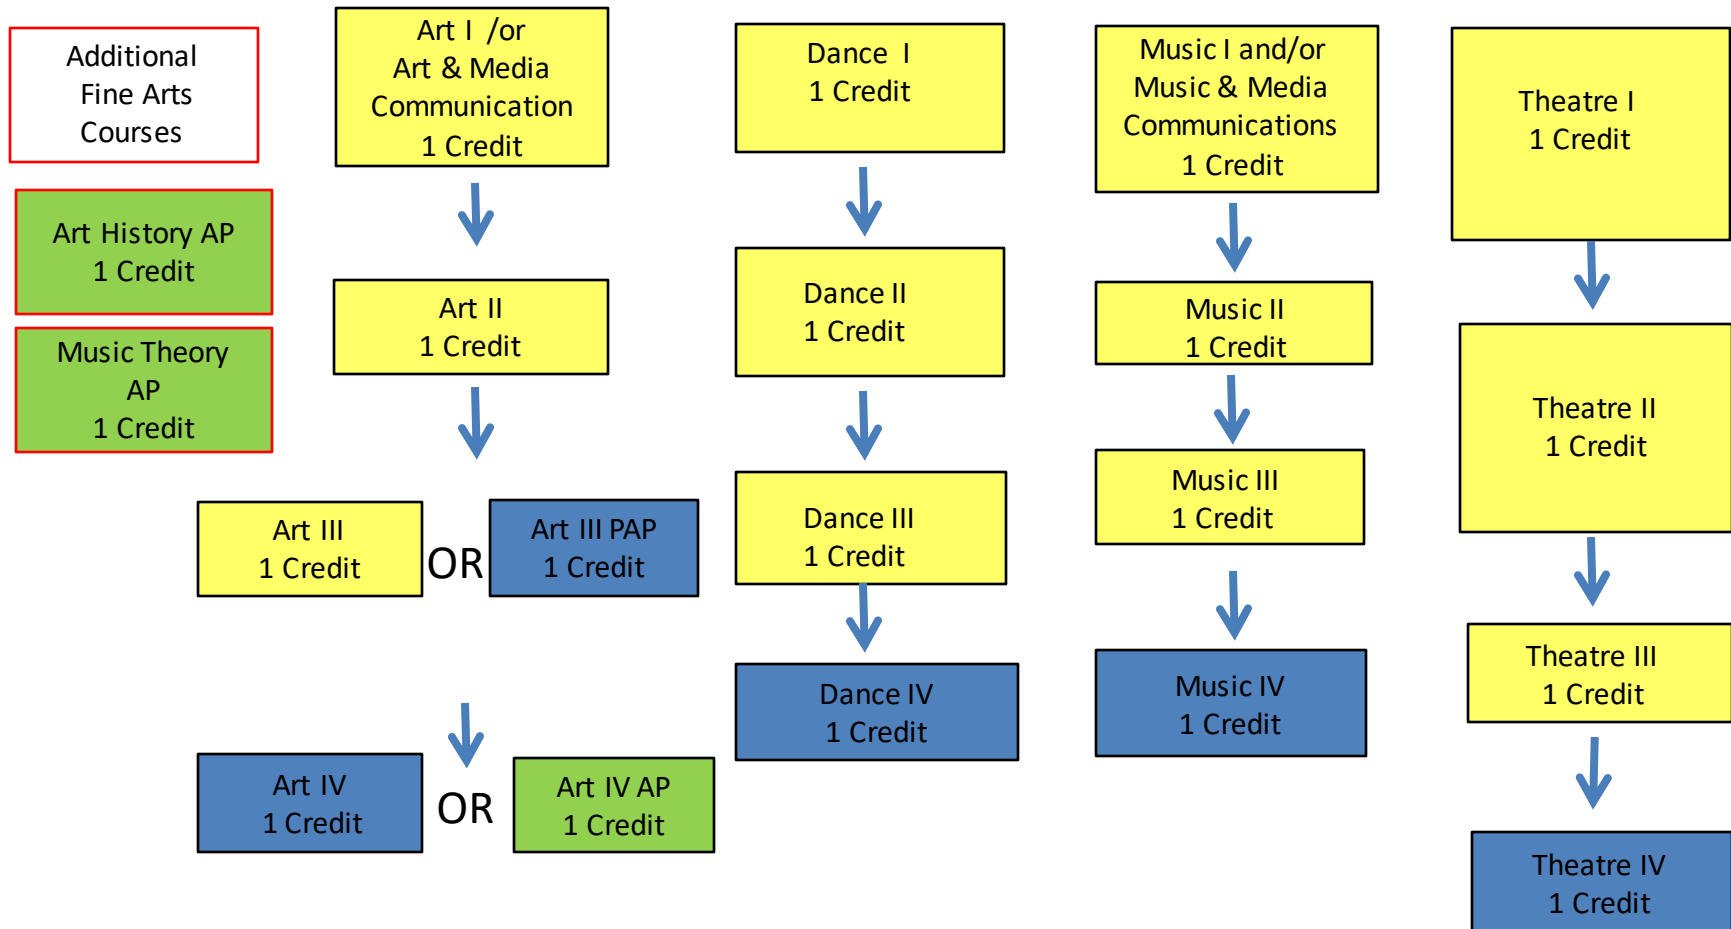 Additional
Fine Arts
Courses
Art History AP
1 Credit
Music Theory
AP
1 Credit
Art I /or
Art & Media
Communication
1 Credit
Art II
1 Credit
Art III
1 Credit
OR
Art III PAP
1 Credit
Art IV
1 Credit
OR
Art IV AP
1 Credit
Dance I
1 Credit
Dance II
1 Credit
Dance III
1 Credit
Dance IV
1 Credit
Music I and/or
Music & Media
Communications
1 Credit
Music II
1 Credit
Music III
1 Credit
Music IV
1 Credit
Theatre I
1 Credit
Theatre II
1 Credit
Theatre III
1 Credit
Theatre IV
1 Credit